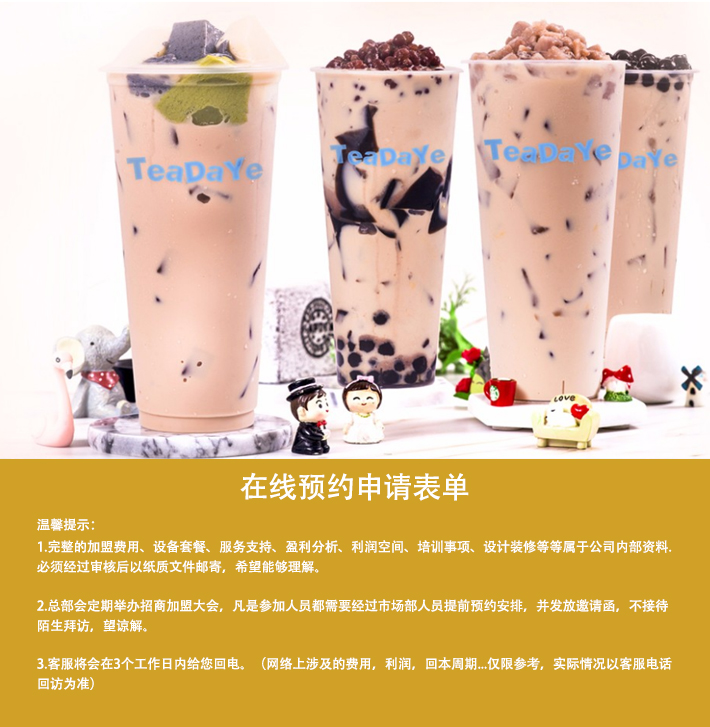 TeaDaYe
TeaDaYe
TeaDaYe
DaYe
LOVE
在线预约申请表单
温馨提示：
1.完整的加盟费用、设备套餐、服务支持、盈利分析、利润空间、培训事项、设计装修等等属于公司内部资料.
必须经过审核后以纸质文件邮寄，希望能够理解。
2.总部会定期举办招商加盟大会，凡是参加人员都需要经过市场部人员提前预约安排，并发放邀请函，不接待
陌生拜访，望谅解。
3.客服将会在3个工作日内给您回电。（网络上涉及的费用，利润，回本周期...仅限参考，实际情况以客服电话
回访为准）